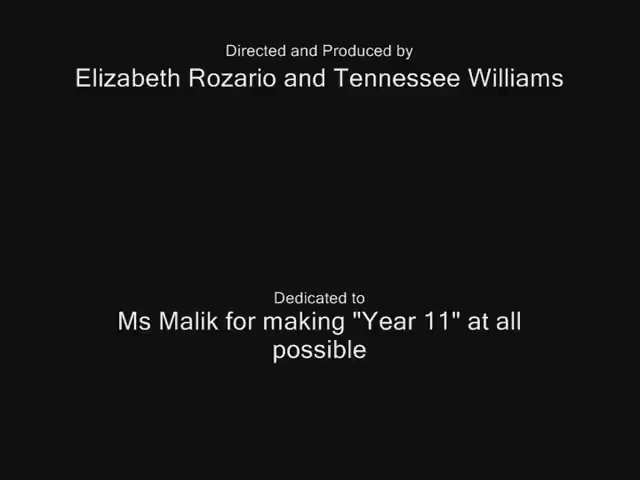 Directed and Produced by
Elizabeth Rozario and Tennessee Williams
Dedicated to
Ms Malik for making "Year 11" at all
possible